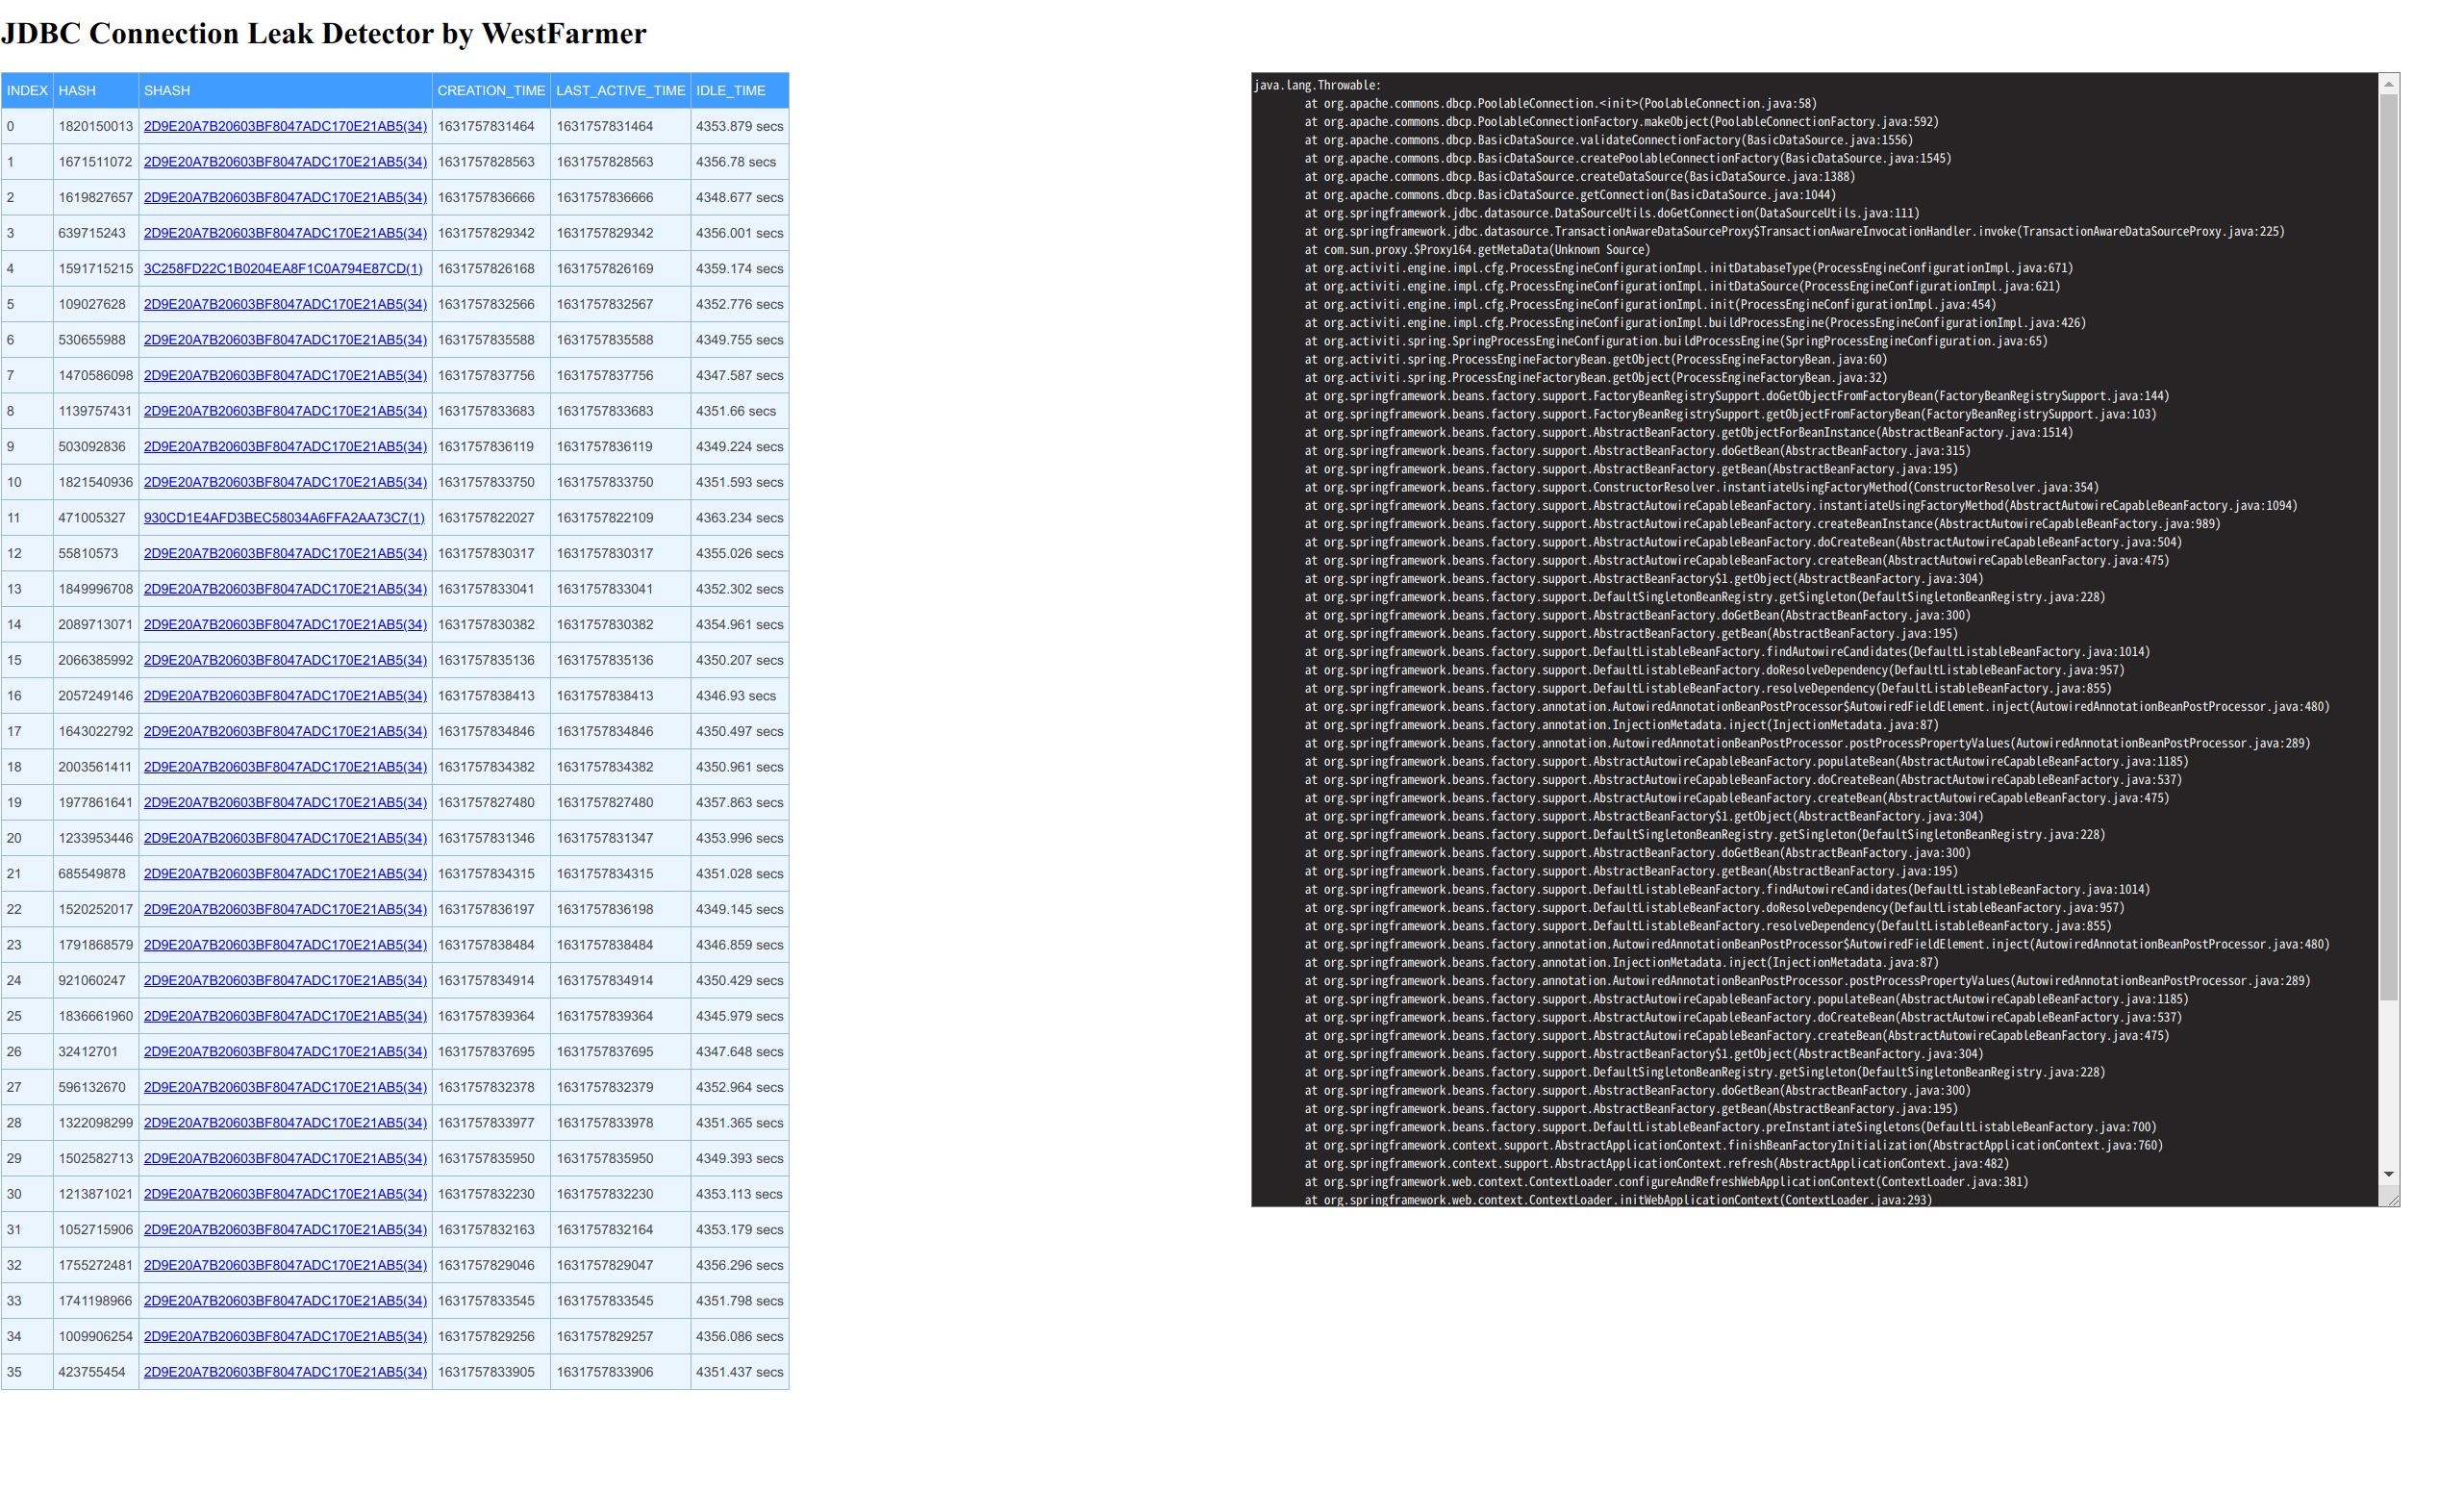 JDBC Connection Leak Detector by WestFarmer
INDEX HASH SHASH CREATION_TIME LAST_ACTIVE_TIME IDLE_TIME
0 1820150013 2D9E20A7B20603BF8047ADC170E21AB5(34) 1631757831464 1631757831464 4353.879 secs
1 1671511072 2D9E20A7B20603BF8047ADC170E21AB5(34) 1631757828563 1631757828563 4356.78 secs
2 1619827657 2D9E20A7B20603BF8047ADC170E21AB5(34) 1631757836666 1631757836666 4348.677 secs
3 639715243 2D9E20A7B20603BF8047ADC170E21AB5(34) 1631757829342 1631757829342 4356.001 secs
4 1591715215 3C258FD22C1B0204EA8F1C0A794E87CD(1) 1631757826168 1631757826169 4359.174 secs
5 109027628 2D9E20A7B20603BF8047ADC170E21AB5(34) 1631757832566 1631757832567 4352.776 secs
6 530655988 2D9E20A7B20603BF8047ADC170E21AB5(34) 1631757835588 1631757835588 4349.755 secs
7 1470586098 2D9E20A7B20603BF8047ADC170E21AB5(34) 1631757837756 1631757837756 4347.587 secs
8 1139757431 2D9E20A7B20603BF8047ADC170E21AB5(34) 1631757833683 1631757833683 4351.66 secs
9 503092836 2D9E20A7B20603BF8047ADC170E21AB5(34) 1631757836119 1631757836119 4349.224 secs
10 1821540936 2D9E20A7B20603BF8047ADC170E21AB5(34) 1631757833750 1631757833750 4351.593 secs
11 471005327 930CD1E4AFD3BEC58034A6FFA2AA73C7(1) 1631757822027 1631757822109 4363.234 secs
12 55810573 2D9E20A7B20603BF8047ADC170E21AB5(34) 1631757830317 1631757830317 4355.026 secs
13 1849996708 2D9E20A7B20603BF8047ADC170E21AB5(34) 1631757833041 1631757833041 4352.302 secs
14 2089713071 2D9E20A7B20603BF8047ADC170E21AB5(34) 1631757830382 1631757830382 4354.961 secs
15 2066385992 2D9E20A7B20603BF8047ADC170E21AB5(34) 1631757835136 1631757835136 4350.207 secs
16 2057249146 2D9E20A7B20603BF8047ADC170E21AB5(34) 1631757838413 1631757838413 4346.93 secs
17 1643022792 2D9E20A7B20603BF8047ADC170E21AB5(34) 1631757834846 1631757834846 4350.497 secs
18 2003561411 2D9E20A7B20603BF8047ADC170E21AB5(34) 1631757834382 1631757834382 4350.961 secs
19 1977861641 2D9E20A7B20603BF8047ADC170E21AB5(34) 1631757827480 1631757827480 4357.863 secs
20 1233953446 2D9E20A7B20603BF8047ADC170E21AB5(34) 1631757831346 1631757831347 4353.996 secs
21 685549878 2D9E20A7B20603BF8047ADC170E21AB5(34) 1631757834315 1631757834315 4351.028 secs
22 1520252017 2D9E20A7B20603BF8047ADC170E21AB5(34) 1631757836197 1631757836198 4349.145 secs
23 1791868579 2D9E20A7B20603BF8047ADC170E21AB5(34) 1631757838484 1631757838484 4346.859 secs
24 921060247 2D9E20A7B20603BF8047ADC170E21AB5(34) 1631757834914 1631757834914 4350.429 secs
25 1836661960 2D9E20A7B20603BF8047ADC170E21AB5(34) 1631757839364 1631757839364 4345.979 secs
26 32412701 2D9E20A7B20603BF8047ADC170E21AB5(34) 1631757837695 1631757837695 4347.648 secs
27 596132670 2D9E20A7B20603BF8047ADC170E21AB5(34) 1631757832378 1631757832379 4352.964 secs
28 1322098299 2D9E20A7B20603BF8047ADC170E21AB5(34) 1631757833977 1631757833978 4351.365 secs
29 1502582713 2D9E20A7B20603BF8047ADC170E21AB5(34) 1631757835950 1631757835950 4349.393 secs
30 1213871021 2D9E20A7B20603BF8047ADC170E21AB5(34) 1631757832230 1631757832230 4353.113 secs
31 1052715906 2D9E20A7B20603BF8047ADC170E21AB5(34) 1631757832163 1631757832164 4353.179 secs
32 1755272481 2D9E20A7B20603BF8047ADC170E21AB5(34) 1631757829046 1631757829047 4356.296 secs
33 1741198966 2D9E20A7B20603BF8047ADC170E21AB5(34) 1631757833545 1631757833545 4351.798 secs
34 1009906254 2D9E20A7B20603BF8047ADC170E21AB5(34) 1631757829256 1631757829257 4356.086 secs
35 423755454 2D9E20A7B20603BF8047ADC170E21AB5(34) 1631757833905 1631757833906 4351.437 secs
java.lang.Throwable:
at org.apache.commons.dbcp.PoolableConnection.<init>(PoolableConnection.java:58)
at org.apache.commons.dbcp.PoolableConnectionFactory.makeObject(PoolableConnectionFactory.java:592)
at org.apache.commons.dbcp.BasicDataSource.validateConnectionFactory(BasicDataSource.java:1556)
at org.apache.commons.dbcp.BasicDataSource.createPoolableConnectionFactory(BasicDataSource.java:1545)
at org.apache.commons.dbcp.BasicDataSource.createDataSource(BasicDataSource.java:1388)
at org.apache.commons.dbcp.BasicDataSource.getConnection(BasicDataSource.java:1044)
at org.springframework.jdbc.datasource.DataSourceUtils.doGetConnection(DataSourceUtils.java:111)
at org.springframework.jdbc.datasource.TransactionAwareDataSourceProxy$TransactionAwareInvocationHandler.invoke(TransactionAwareDataSourceProxy.java:225)
at com.sun.proxy.$Proxy164.getMetaData(Unknown Source)
at org.activiti.engine.impl.cfg.ProcessEngineConfigurationImpl.initDatabaseType(ProcessEngineConfigurationImpl.java:671)
at org.activiti.engine.impl.cfg.ProcessEngineConfigurationImpl.initDataSource(ProcessEngineConfigurationImpl.java:621)
at org.activiti.engine.impl.cfg.ProcessEngineConfigurationImpl.init(ProcessEngineConfigurationImpl.java:454)
at org.activiti.engine.impl.cfg.ProcessEngineConfigurationImpl.buildProcessEngine(ProcessEngineConfigurationImpl.java:426)
at org.activiti.spring.SpringProcessEngineConfiguration.buildProcessEngine(SpringProcessEngineConfiguration.java:65)
at org.activiti.spring.ProcessEngineFactoryBean.getObject(ProcessEngineFactoryBean.java:60)
at org.activiti.spring.ProcessEngineFactoryBean.getObject(ProcessEngineFactoryBean.java:32)
at org.springframework.beans.factory.support.FactoryBeanRegistrySupport.doGetObjectFromFactoryBean(FactoryBeanRegistrySupport.java:144)
at org.springframework.beans.factory.support.FactoryBeanRegistrySupport.getObjectFromFactoryBean(FactoryBeanRegistrySupport.java:103)
at org.springframework.beans.factory.support.AbstractBeanFactory.getObjectForBeanInstance(AbstractBeanFactory.java:1514)
at org.springframework.beans.factory.support.AbstractBeanFactory.doGetBean(AbstractBeanFactory.java:315)
at org.springframework.beans.factory.support.AbstractBeanFactory.getBean(AbstractBeanFactory.java:195)
at org.springframework.beans.factory.support.ConstructorResolver.instantiateUsingFactoryMethod(ConstructorResolver.java:354)
at org.springframework.beans.factory.support.AbstractAutowireCapableBeanFactory.instantiateUsingFactoryMethod(AbstractAutowireCapableBeanFactory.java:1094)
at org.springframework.beans.factory.support.AbstractAutowireCapableBeanFactory.createBeanInstance(AbstractAutowireCapableBeanFactory.java:989)
at org.springframework.beans.factory.support.AbstractAutowireCapableBeanFactory.doCreateBean(AbstractAutowireCapableBeanFactory.java:504)
at org.springframework.beans.factory.support.AbstractAutowireCapableBeanFactory.createBean(AbstractAutowireCapableBeanFactory.java:475)
at org.springframework.beans.factory.support.AbstractBeanFactory$1.getObject(AbstractBeanFactory.java:304)
at org.springframework.beans.factory.support.DefaultSingletonBeanRegistry.getSingleton(DefaultSingletonBeanRegistry.java:228)
at org.springframework.beans.factory.support.AbstractBeanFactory.doGetBean(AbstractBeanFactory.java:300)
at org.springframework.beans.factory.support.AbstractBeanFactory.getBean(AbstractBeanFactory.java:195)
at org.springframework.beans.factory.support.DefaultListableBeanFactory.findAutowireCandidates(DefaultListableBeanFactory.java:1014)
at org.springframework.beans.factory.support.DefaultListableBeanFactory.doResolveDependency(DefaultListableBeanFactory.java:957)
at org.springframework.beans.factory.support.DefaultListableBeanFactory.resolveDependency(DefaultListableBeanFactory.java:855)
at org.springframework.beans.factory.annotation.AutowiredAnnotationBeanPostProcessor$AutowiredFieldElement.inject(AutowiredAnnotationBeanPostProcessor.java:480)
at org.springframework.beans.factory.annotation.InjectionMetadata.inject(InjectionMetadata.java:87)
at org.springframework.beans.factory.annotation.AutowiredAnnotationBeanPostProcessor.postProcessPropertyValues(AutowiredAnnotationBeanPostProcessor.java:289)
at org.springframework.beans.factory.support.AbstractAutowireCapableBeanFactory.populateBean(AbstractAutowireCapableBeanFactory.java:1185)
at org.springframework.beans.factory.support.AbstractAutowireCapableBeanFactory.doCreateBean(AbstractAutowireCapableBeanFactory.java:537)
at org.springframework.beans.factory.support.AbstractAutowireCapableBeanFactory.createBean(AbstractAutowireCapableBeanFactory.java:475)
at org.springframework.beans.factory.support.AbstractBeanFactory$1.getObject(AbstractBeanFactory.java:304)
at org.springframework.beans.factory.support.DefaultSingletonBeanRegistry.getSingleton(DefaultSingletonBeanRegistry.java:228)
at org.springframework.beans.factory.support.AbstractBeanFactory.doGetBean(AbstractBeanFactory.java:300)
at org.springframework.beans.factory.support.AbstractBeanFactory.getBean(AbstractBeanFactory.java:195)
at org.springframework.beans.factory.support.DefaultListableBeanFactory.findAutowireCandidates(DefaultListableBeanFactory.java:1014)
at org.springframework.beans.factory.support.DefaultListableBeanFactory.doResolveDependency(DefaultListableBeanFactory.java:957)
at org.springframework.beans.factory.support.DefaultListableBeanFactory.resolveDependency(DefaultListableBeanFactory.java:855)
at org.springframework.beans.factory.annotation.AutowiredAnnotationBeanPostProcessor$AutowiredFieldElement.inject(AutowiredAnnotationBeanPostProcessor.java:480)
at org.springframework.beans.factory.annotation.InjectionMetadata.inject(InjectionMetadata.java:87)
at org.springframework.beans.factory.annotation.AutowiredAnnotationBeanPostProcessor.postProcessPropertyValues(AutowiredAnnotationBeanPostProcessor.java:289)
at org.springframework.beans.factory.support.AbstractAutowireCapableBeanFactory.populateBean(AbstractAutowireCapableBeanFactory.java:1185)
at org.springframework.beans.factory.support.AbstractAutowireCapableBeanFactory.doCreateBean(AbstractAutowireCapableBeanFactory.java:537)
at org.springframework.beans.factory.support.AbstractAutowireCapableBeanFactory.createBean(AbstractAutowireCapableBeanFactory.java:475)
at org.springframework.beans.factory.support.AbstractBeanFactory$1.getObject(AbstractBeanFactory.java:304)
at org.springframework.beans.factory.support.DefaultSingletonBeanRegistry.getSingleton(DefaultSingletonBeanRegistry.java:228)
at org.springframework.beans.factory.support.AbstractBeanFactory.doGetBean(AbstractBeanFactory.java:300)
at org.springframework.beans.factory.support.AbstractBeanFactory.getBean(AbstractBeanFactory.java:195)
at org.springframework.beans.factory.support.DefaultListableBeanFactory.preInstantiateSingletons(DefaultListableBeanFactory.java:700)
at org.springframework.context.support.AbstractApplicationContext.finishBeanFactoryInitialization(AbstractApplicationContext.java:760)
at org.springframework.context.support.AbstractApplicationContext.refresh(AbstractApplicationContext.java:482)
at org.springframework.web.context.ContextLoader.configureAndRefreshWebApplicationContext(ContextLoader.java:381)
at org.springframework.web.context.ContextLoader.initWebApplicationContext(ContextLoader.java:293)